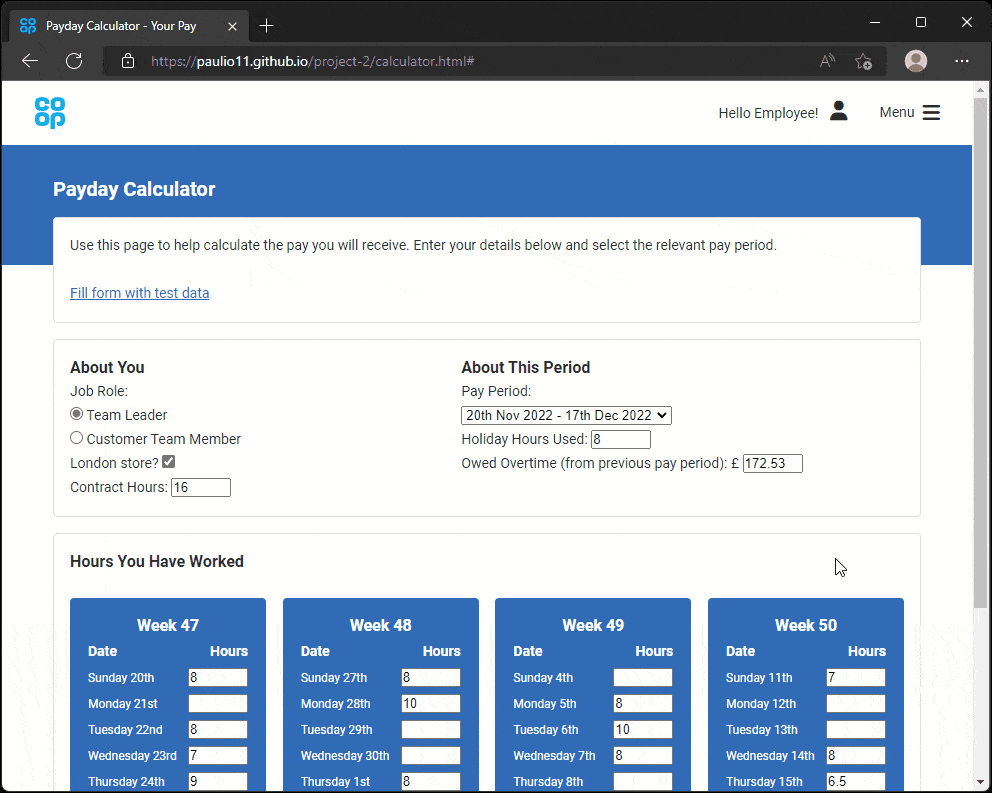 Payday Calculator - Your Pay
https://paulio11.github.io/project-2/calculator.html#
co
op
Hello Employee!
Menu
Payday Calculator
Use this page to help calculate the pay you will receive. Enter your details below and select the relevant pay period.
Fill form with test data
About You
Job Role:
Team Leader
Customer Team Member
London store?
Contract Hours: 16
About This Period
Pay Period:
20th Nov 2022 - 17th Dec 2022
Holiday Hours Used: 8
Owed Overtime (from previous pay period): £ 172.53
Hours You Have Worked
Week 47
Date Hours
Sunday 20th 8
Monday 21st
Tuesday 22nd 8
Wednesday 23rd 7
Thursday 24th 9
Week 48
Date Hours
Sunday 27th 8
Monday 28th 10
Tuesday 29th
Wednesday 30th
Thursday 1st 8
Week 49
Date Hours
Sunday 4th
Monday 5th 8
Tuesday 6th 10
Wednesday 7th 8
Thursday 8th
Week 50
Date Hours
Sunday 11th 7
Monday 12th
Tuesday 13th
Wednesday 14th 8
Thursday 15th 6.5